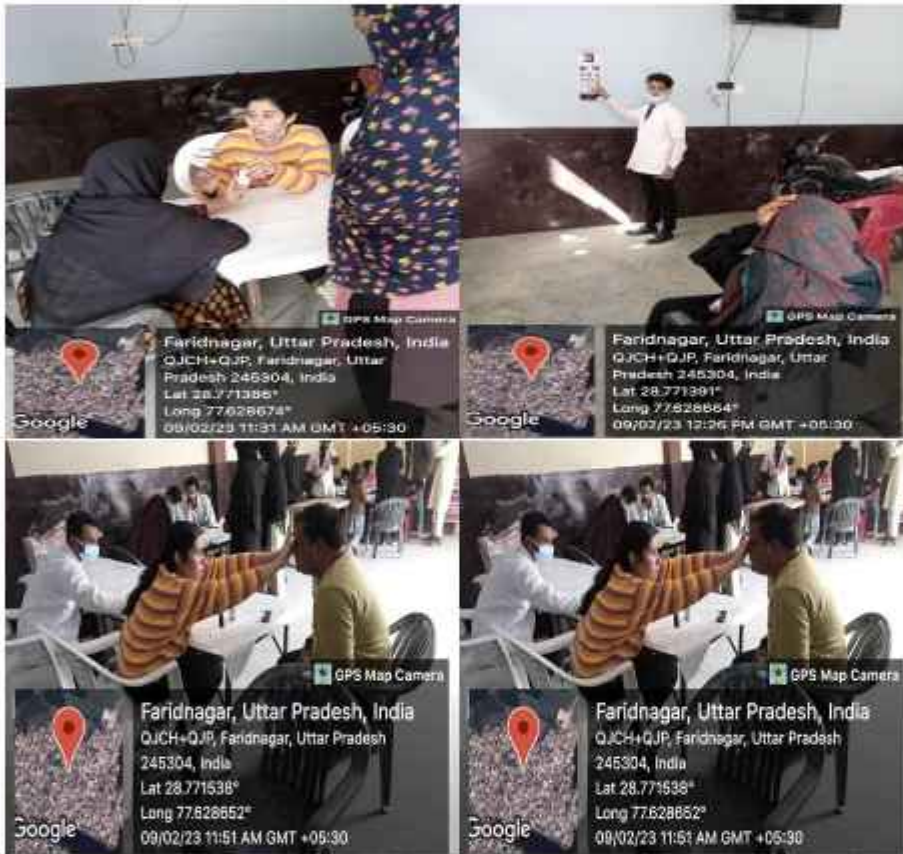 GPS Map Camera
Faridnagar, Uttar Pradesh, India
QJCH+QJP, Faridnagar, Uttar
Pradesh 245304, India
Lat 28.771386°
Long 77.628674°
09/02/23 11:31 AM GMT +05:30
Google
GPS Map Camera
Faridnagar, Uttar Pradesh, India
QJCH+QJP, Faridnagar, Uttar
Pradesh 245304, India
Lat 28.771391°
Long 77.628664°
09/02/23 12:26 PM GMT +05:30
Google
GPS Map Camera
Faridnagar, Uttar Pradesh, India
QJCH+QJP, Faridnagar, Uttar Pradesh
245304, India
Lat 28.771538°
Long 77.628652°
09/02/23 11:51 AM GMT +05:30
Google
GPS Map Camera
Faridnagar, Uttar Pradesh, India
QJCH+QJP, Faridnagar, Uttar Pradesh
245304, India
Lat 28.771538°
Long 77.628652°
09/02/23 11:51 AM GMT +05:30
Google